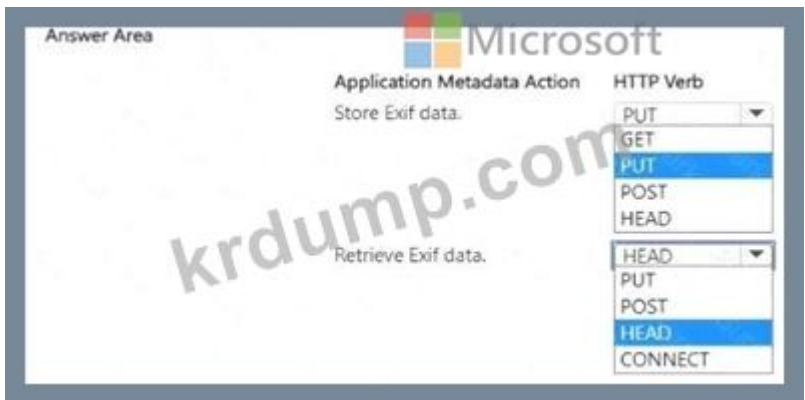 Answer Area
Microsoft
Application Metadata Action HTTP Verb
Store Exif data. PUT
GET
PUT
POST
HEAD
krdump.com
Retrieve Exif data. HEAD
PUT
POST
HEAD
CONNECT